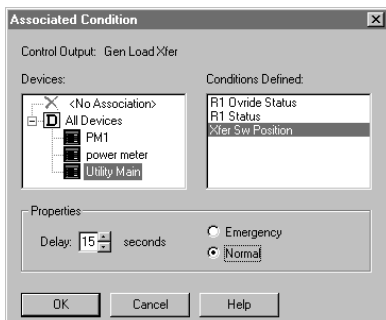 Associated Condition
Control Output: Gen Load Xfer
Devices:
<No Association>
D All Devices
PM1
power meter
Utility Main
Conditions Defined:
R1 Ovride Status
R1 Status
Xfer Sw Position
Properties
Delay: 15 seconds
Emergency
Normal
OK Cancel Help